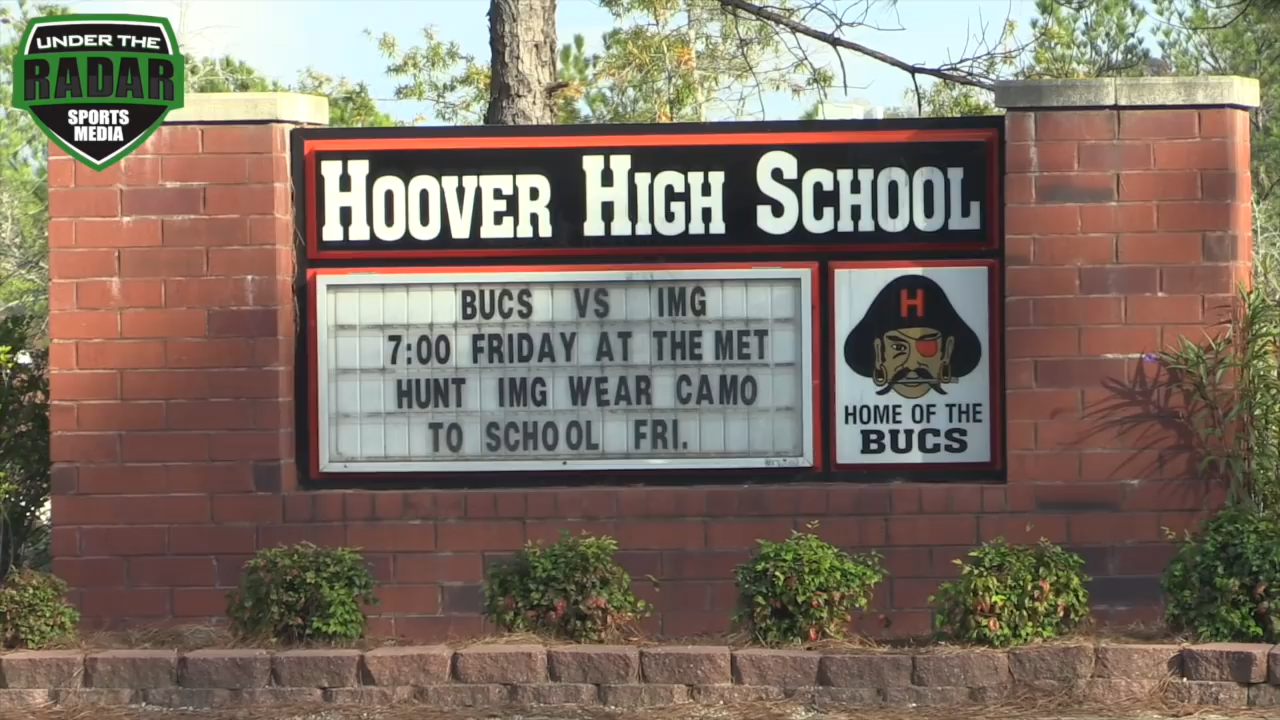 UNDER THE
RADAR
SPORTS
MEDIA
HOOVER HIGH SCHOOL
BUCS VS IMG
7:00 FRIDAY AT THE MET
HUNT IMG WEAR CAMO
TO SCHOOL FRI.
H
HOME OF THE
BUCS